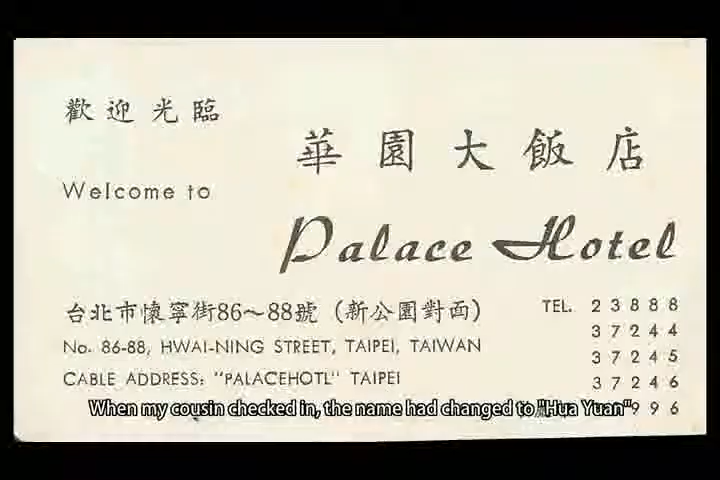 歡迎光臨
華園大飯店
Welcome to
Palace Hotel
台北市懷寧街86～88號（新公園對面）
No. 86-88, HWAI-NING STREET, TAIPEI, TAIWAN
CABLE ADDRESS: "PALACEHOTL" TAIPEI
TEL. 23888
37244
37245
37246
996
When my cousin checked in, the name had changed to "Hua Yuan"